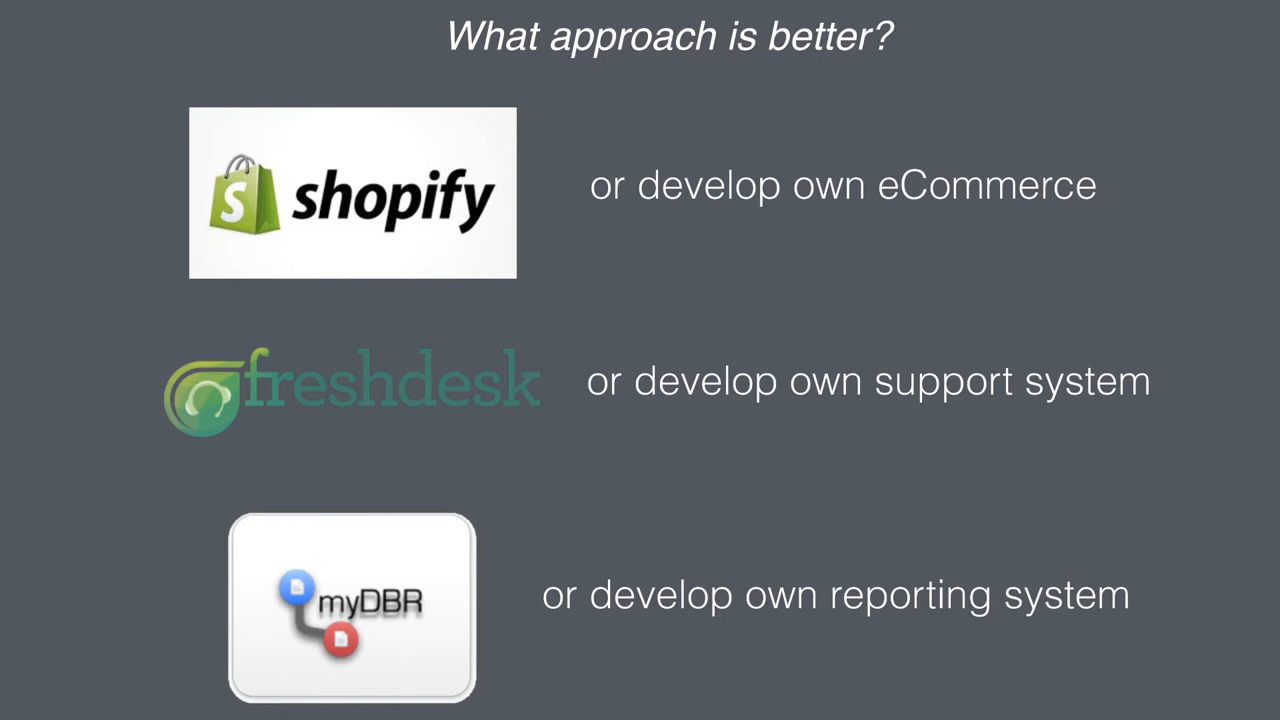 What approach is better?
S shopify
or develop own eCommerce
freshdesk
or develop own support system
myDBR
or develop own reporting system